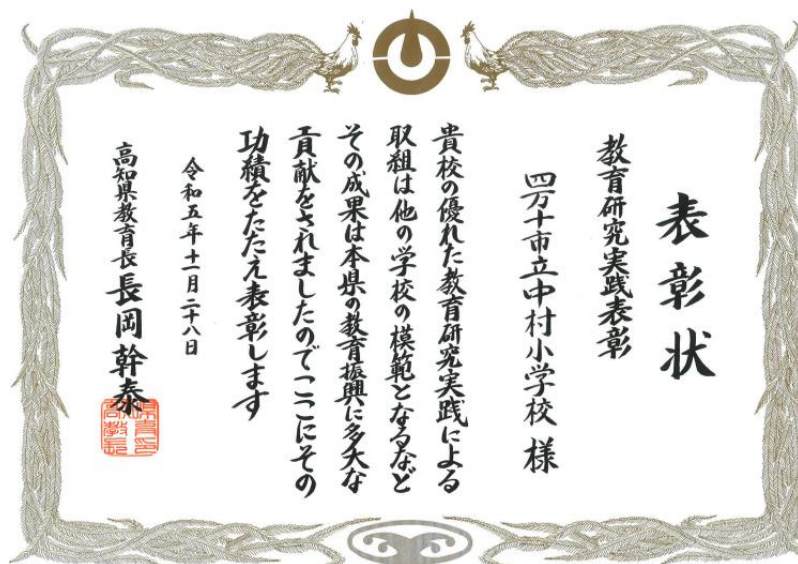 表彰状
教育研究実践表彰
四万十市立中村小学校 様
貴校の優れた教育研究実践による
取組は他の学校の模範となるなど
その成果は本県の教育振興に多大な
貢献をされましたのでここにその
功績をたたえ表彰します
令和五年十一月二十八日
高知県教育長 長岡幹泰